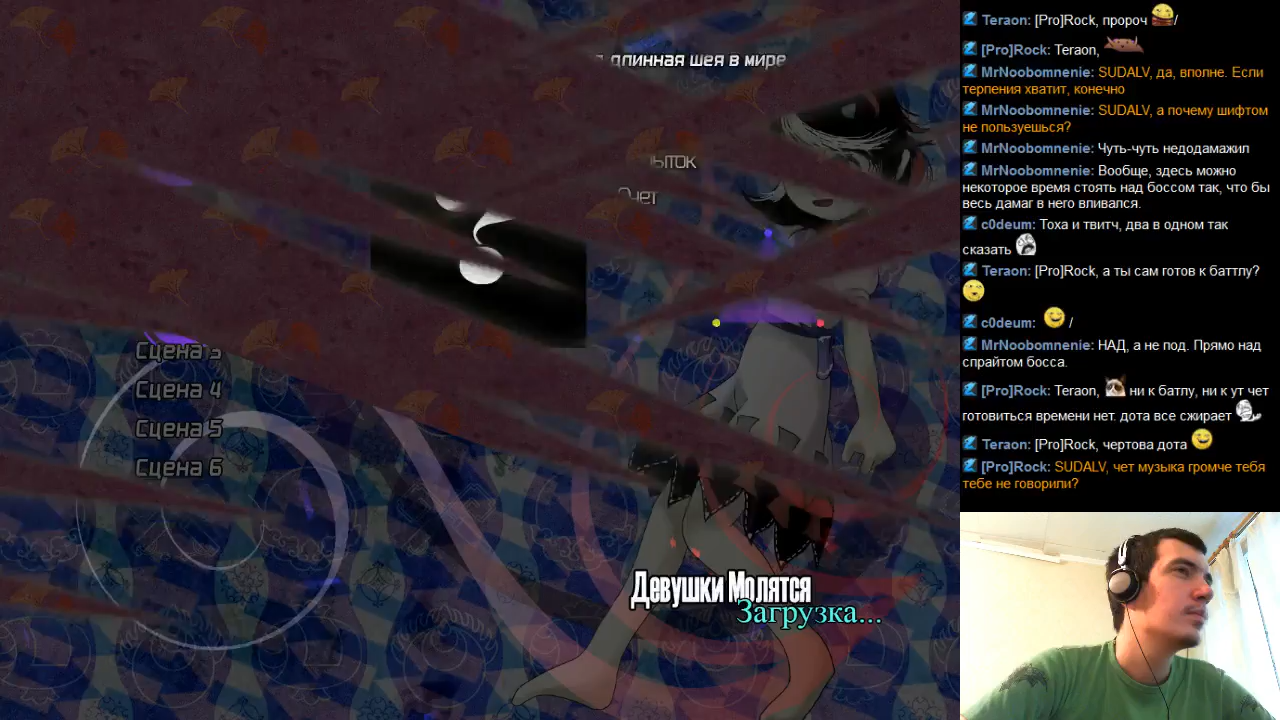 длинная шея в мире
Счет
Сцена 3
Сцена 4
Сцена 5
Сцена 6
Девушки Молятся
Загрузка...
Teraon: [Pro]Rock, пророч /
[Pro]Rock: Teraon,
MrNoobomnenie: SUDALV, да, вполне. Если
терпения хватит, конечно
MrNoobomnenie: SUDALV, а почему шифтом
не пользуешься?
MrNoobomnenie: Чуть-чуть недодамажил
MrNoobomnenie: Вообще, здесь можно
некоторое время стоять над боссом так, что бы
весь дамаг в него вливался.
c0deum: Тоха и твитч, два в одном так
сказать
Teraon: [Pro]Rock, а ты сам готов к баттлу?
c0deum: /
MrNoobomnenie: НАД, а не под. Прямо над
спрайтом босса.
[Pro]Rock: Teraon, ни к батлу, ни к ут чет
готовиться времени нет. дота все сжирает
Teraon: [Pro]Rock, чертова дота
[Pro]Rock: SUDALV, чет музыка громче тебя
тебе не говорили?